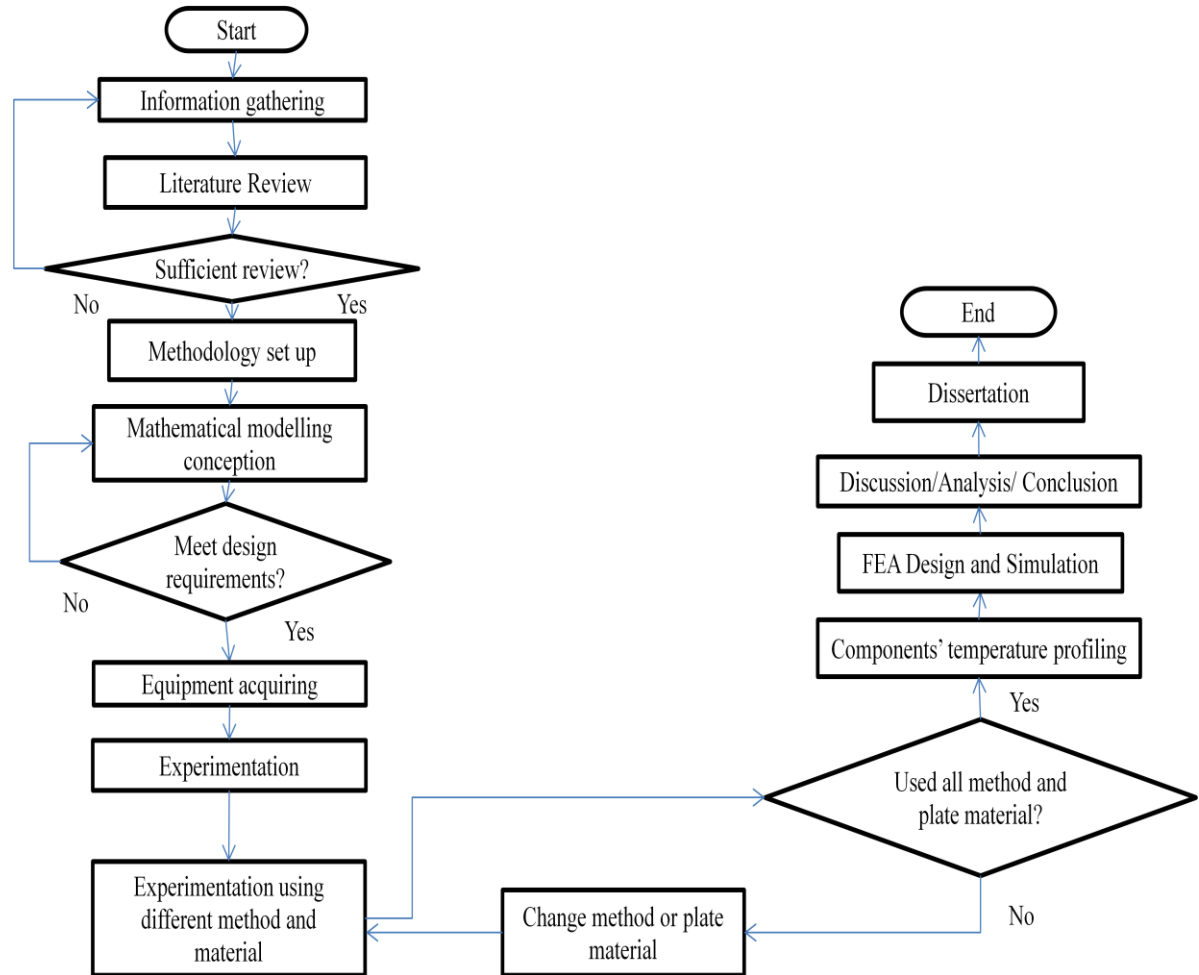 Start
Information gathering
Literature Review
Sufficient review?
No
Yes
Methodology set up
Mathematical modelling
conception
Meet design
requirements?
No
Yes
Equipment acquiring
Experimentation
Experimentation using
different method and
material
Change method or plate
material
Used all method and
plate material?
No
Yes
Components’ temperature profiling
FEA Design and Simulation
Discussion/Analysis/ Conclusion
Dissertation
End